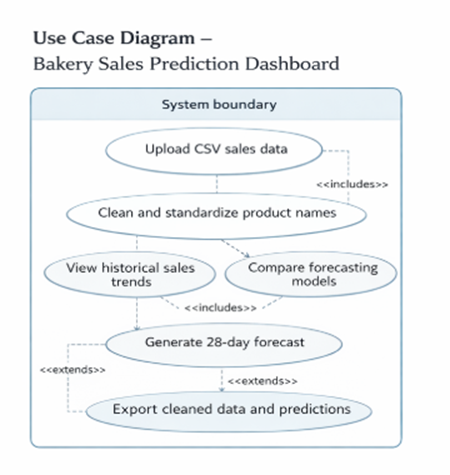 Use Case Diagram –
Bakery Sales Prediction Dashboard
System boundary
Upload CSV sales data
<<includes>>
Clean and standardize product names
View historical sales
trends
Compare forecasting
models
<<includes>>
Generate 28-day forecast
<<extends>>
<<extends>>
Export cleaned data and predictions